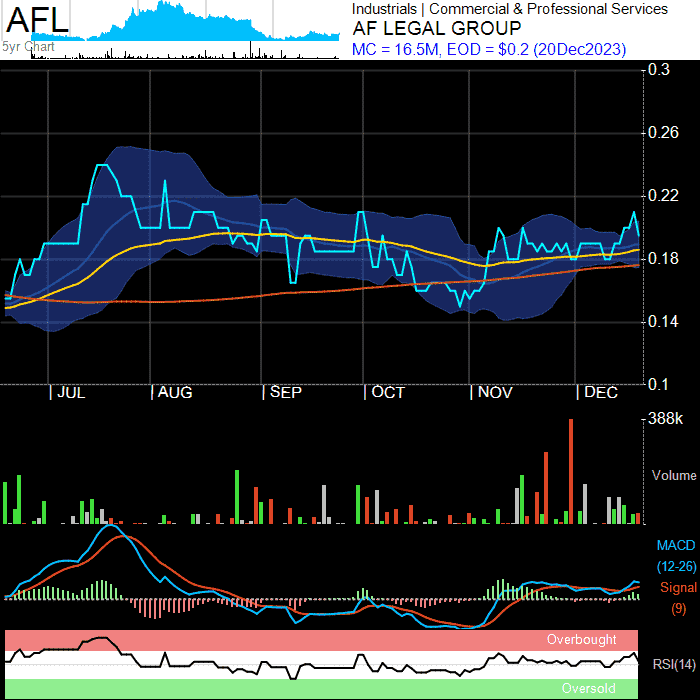 AFL
5yr Chart
Industrials | Commercial & Professional Services
AF LEGAL GROUP
MC = 16.5M, EOD = $0.2 (20Dec2023)
0.3
0.26
0.22
0.18
0.14
0.1
| JUL | AUG | SEP | OCT | NOV | DEC
388k
Volume
MACD
(12-26)
Signal
(9)
Overbought
RSI(14)
Oversold